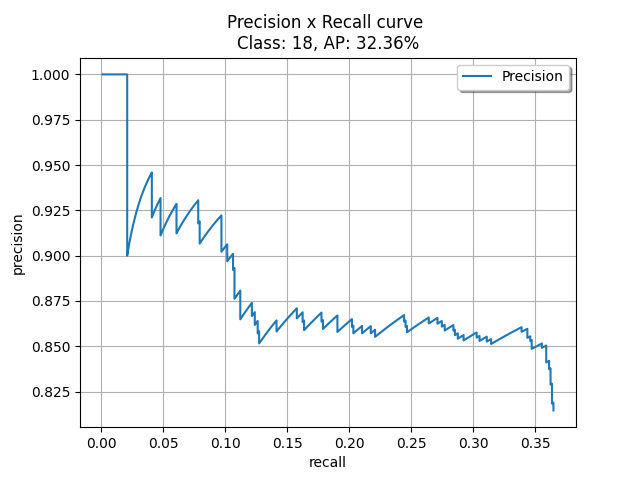 Precision x Recall curve
Class: 18, AP: 32.36%
Precision
1.000
0.975
0.950
0.925
0.900
0.875
0.850
0.825
precision
0.00 0.05 0.10 0.15 0.20 0.25 0.30 0.35
recall